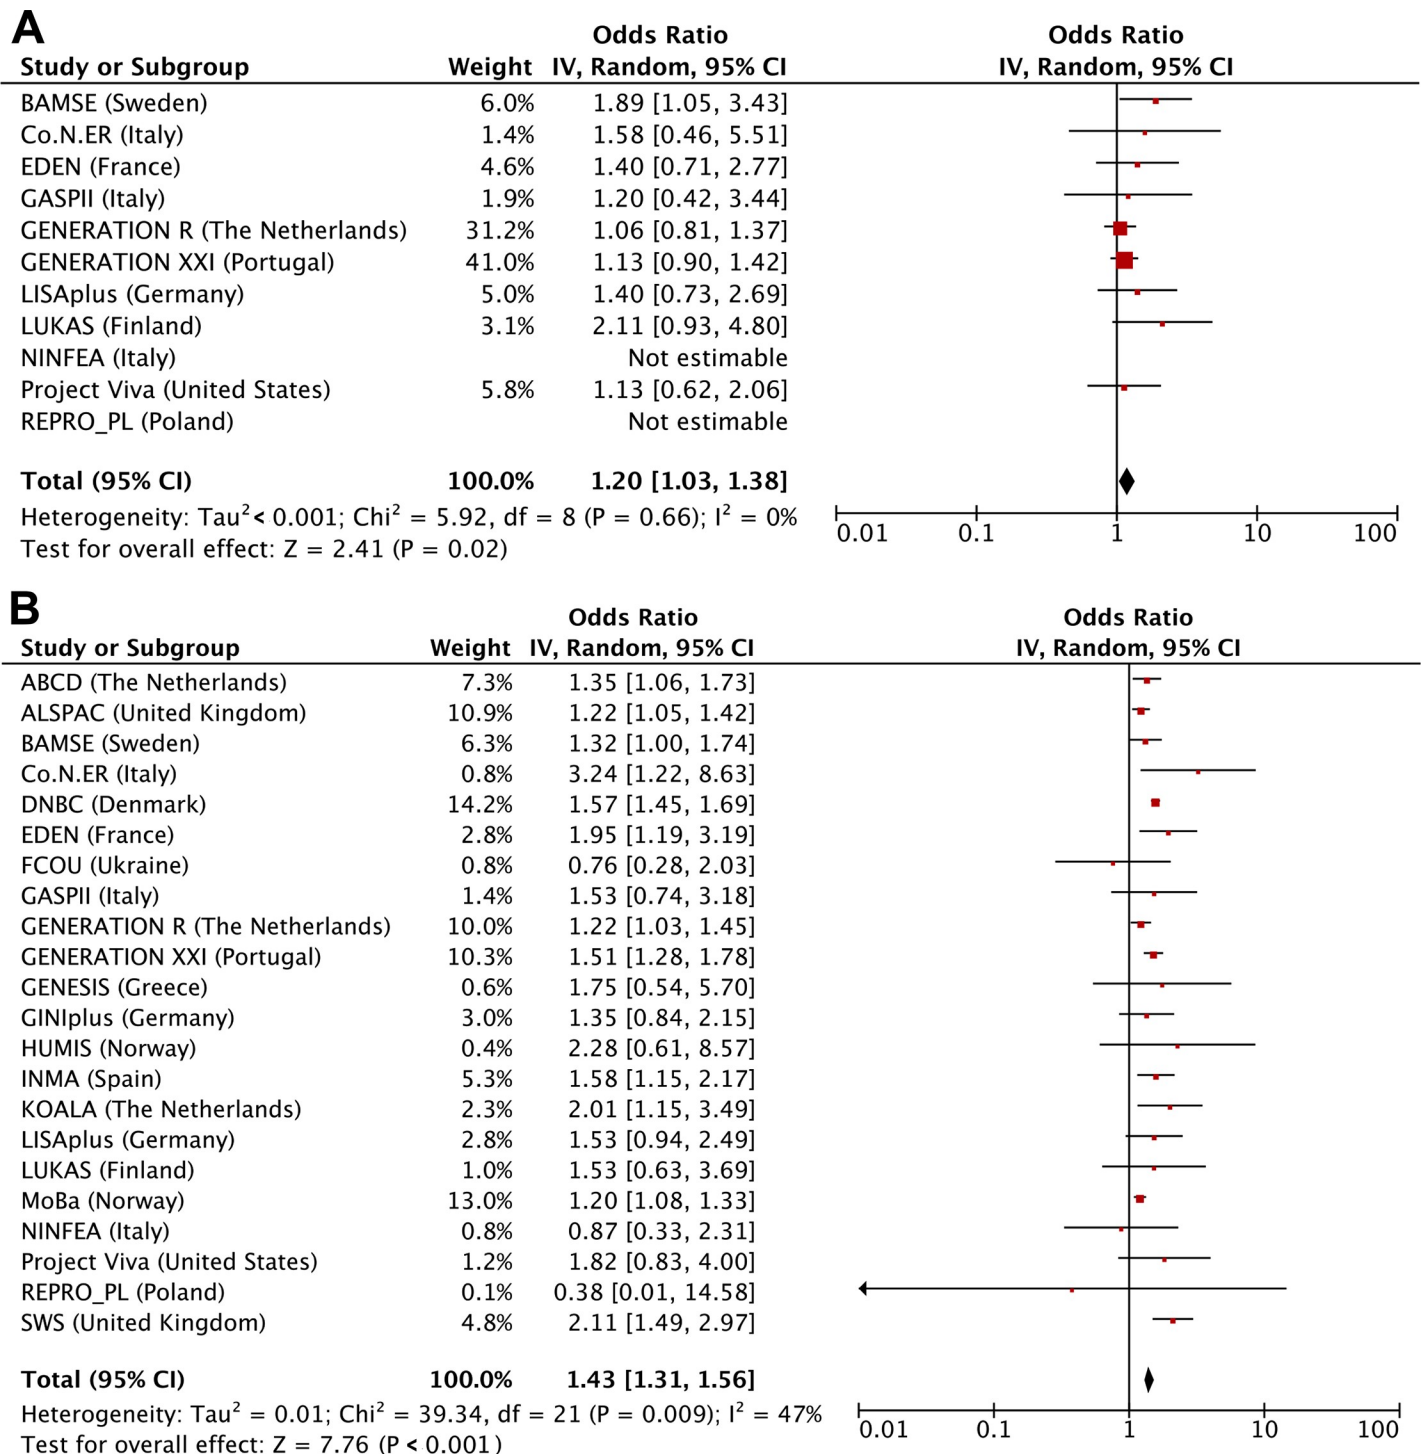 A
Odds Ratio Odds Ratio
Study or Subgroup Weight IV, Random, 95% CI IV, Random, 95% CI
BAMSE (Sweden) 6.0% 1.89 [1.05, 3.43]
Co.N.ER (Italy) 1.4% 1.58 [0.46, 5.51]
EDEN (France) 4.6% 1.40 [0.71, 2.77]
GASPII (Italy) 1.9% 1.20 [0.42, 3.44]
GENERATION R (The Netherlands) 31.2% 1.06 [0.81, 1.37]
GENERATION XXI (Portugal) 41.0% 1.13 [0.90, 1.42]
LISAplus (Germany) 5.0% 1.40 [0.73, 2.69]
LUKAS (Finland) 3.1% 2.11 [0.93, 4.80]
NINFEA (Italy) Not estimable
Project Viva (United States) 5.8% 1.13 [0.62, 2.06]
REPRO_PL (Poland) Not estimable
Total (95% CI) 100.0% 1.20 [1.03, 1.38]
Heterogeneity: Tau² < 0.001; Chi² = 5.92, df = 8 (P = 0.66); I² = 0%
Test for overall effect: Z = 2.41 (P = 0.02)
0.01 0.1 1 10 100
B
Odds Ratio Odds Ratio
Study or Subgroup Weight IV, Random, 95% CI IV, Random, 95% CI
ABCD (The Netherlands) 7.3% 1.35 [1.06, 1.73]
ALSPAC (United Kingdom) 10.9% 1.22 [1.05, 1.42]
BAMSE (Sweden) 6.3% 1.32 [1.00, 1.74]
Co.N.ER (Italy) 0.8% 3.24 [1.22, 8.63]
DNBC (Denmark) 14.2% 1.57 [1.45, 1.69]
EDEN (France) 2.8% 1.95 [1.19, 3.19]
FCOU (Ukraine) 0.8% 0.76 [0.28, 2.03]
GASPII (Italy) 1.4% 1.53 [0.74, 3.18]
GENERATION R (The Netherlands) 10.0% 1.22 [1.03, 1.45]
GENERATION XXI (Portugal) 10.3% 1.51 [1.28, 1.78]
GENESIS (Greece) 0.6% 1.75 [0.54, 5.70]
GINIplus (Germany) 3.0% 1.35 [0.84, 2.15]
HUMIS (Norway) 0.4% 2.28 [0.61, 8.57]
INMA (Spain) 5.3% 1.58 [1.15, 2.17]
KOALA (The Netherlands) 2.3% 2.01 [1.15, 3.49]
LISAplus (Germany) 2.8% 1.53 [0.94, 2.49]
LUKAS (Finland) 1.0% 1.53 [0.63, 3.69]
MoBa (Norway) 13.0% 1.20 [1.08, 1.33]
NINFEA (Italy) 0.8% 0.87 [0.33, 2.31]
Project Viva (United States) 1.2% 1.82 [0.83, 4.00]
REPRO_PL (Poland) 0.1% 0.38 [0.01, 14.58]
SWS (United Kingdom) 4.8% 2.11 [1.49, 2.97]
Total (95% CI) 100.0% 1.43 [1.31, 1.56]
Heterogeneity: Tau² = 0.01; Chi² = 39.34, df = 21 (P = 0.009); I² = 47%
Test for overall effect: Z = 7.76 (P < 0.001)
0.01 0.1 1 10 100